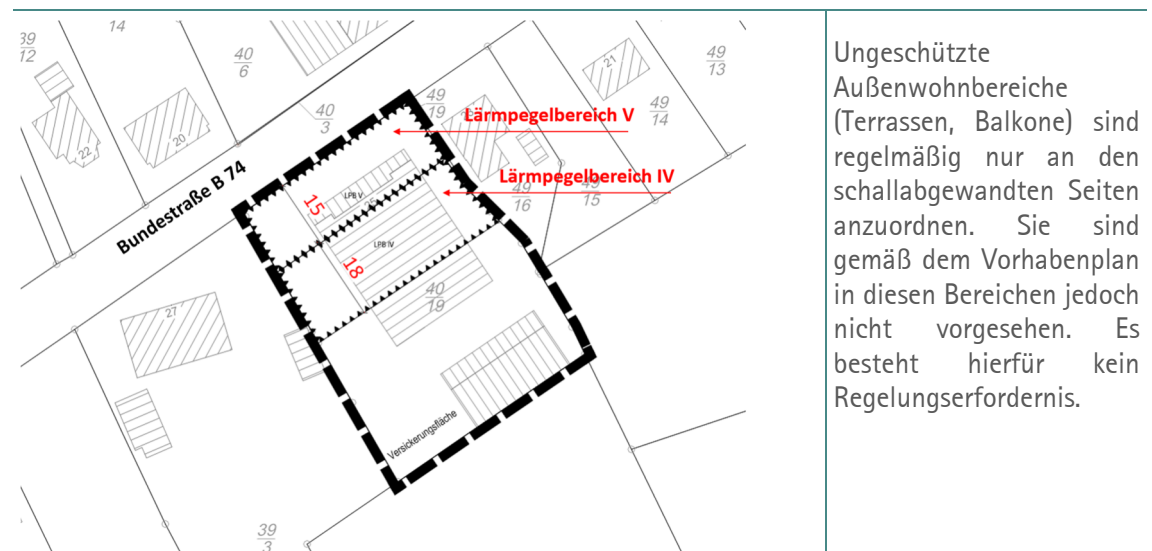 39
12
14
40
6
40
3
49
19
21
49
13
49
14
Lärmpegelbereich V
Lärmpegelbereich IV
49
16
49
15
22
20
Bundestraße B 74
15
LPB V
25
LPB IV
18
40
19
27
Versickerungsfläche
39
3
Ungeschützte
Außenwohnbereiche
(Terrassen, Balkone) sind
regelmäßig nur an den
schallabgewandten Seiten
anzuordnen. Sie sind
gemäß dem Vorhabenplan
in diesen Bereichen jedoch
nicht vorgesehen. Es
besteht hierfür kein
Regelungserfordernis.